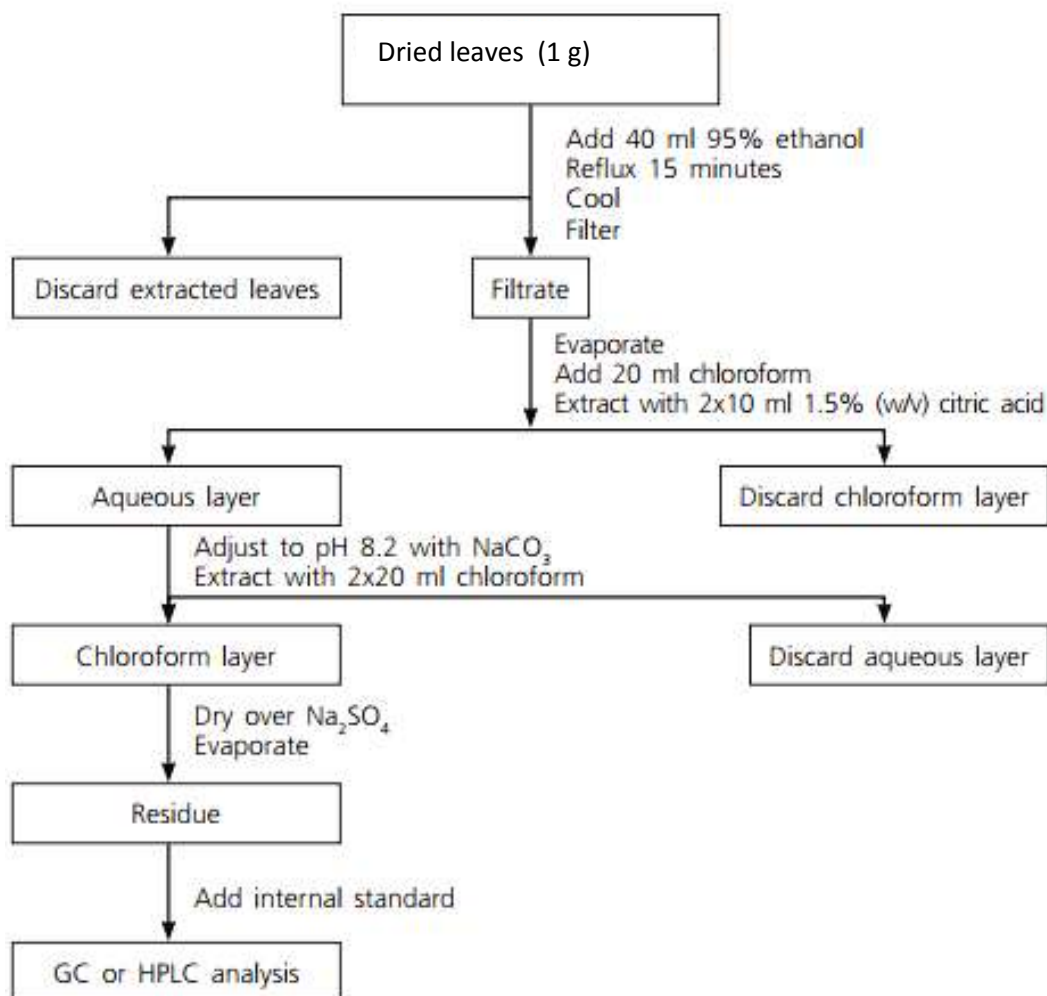 Dried leaves (1 g)
Add 40 ml 95% ethanol
Reflux 15 minutes
Cool
Filter
Discard extracted leaves
Filtrate
Evaporate
Add 20 ml chloroform
Extract with 2x10 ml 1.5% (w/v) citric acid
Aqueous layer
Discard chloroform layer
Adjust to pH 8.2 with NaCO₃
Extract with 2x20 ml chloroform
Chloroform layer
Discard aqueous layer
Dry over Na₂SO₄
Evaporate
Residue
Add internal standard
GC or HPLC analysis